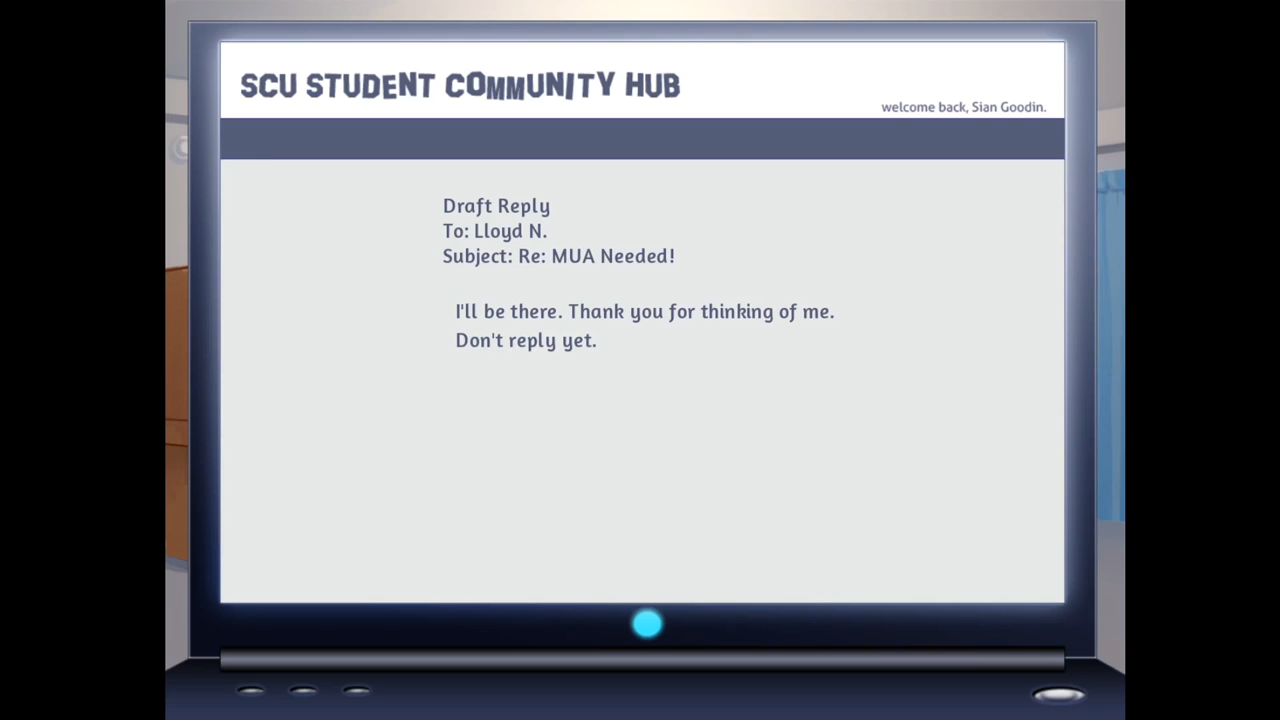 SCU STUDENT COMMUNITY HUB
welcome back, Sian Goodin.
Draft Reply
To: Lloyd N.
Subject: Re: MUA Needed!
I'll be there. Thank you for thinking of me.
Don't reply yet.